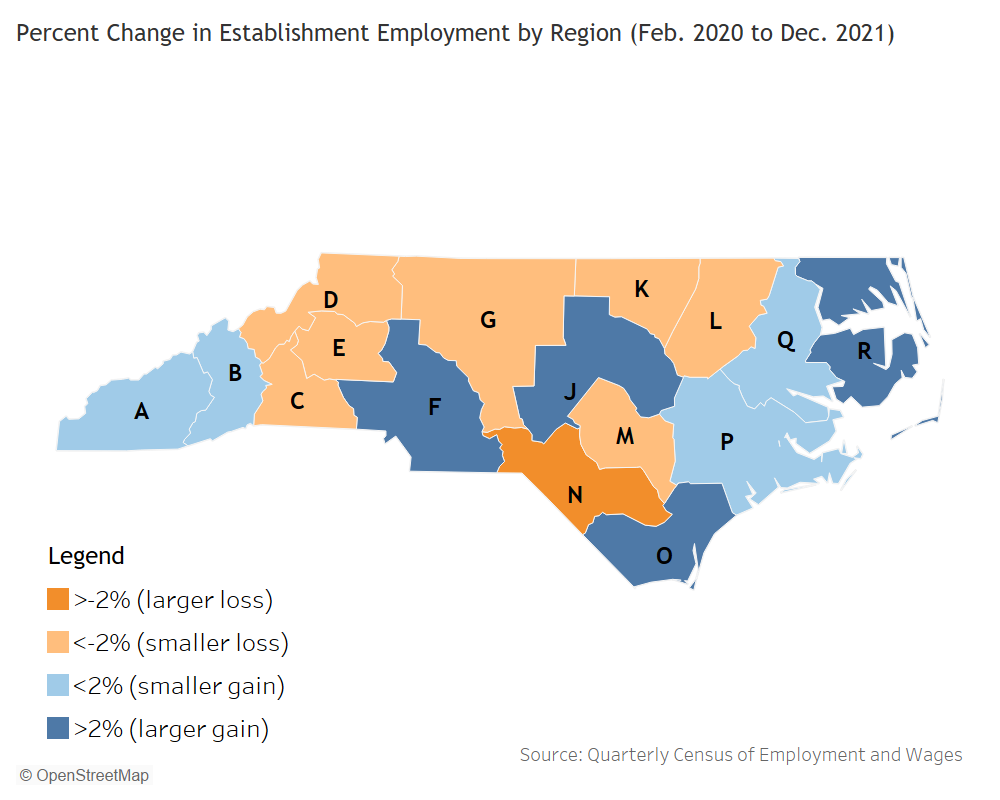 Percent Change in Establishment Employment by Region (Feb. 2020 to Dec. 2021)
D
K
G
L
Q
E
R
B
J
C
F
A
M
P
N
O
Legend
>-2% (larger loss)
<-2% (smaller loss)
<2% (smaller gain)
>2% (larger gain)
Source: Quarterly Census of Employment and Wages
© OpenStreetMap